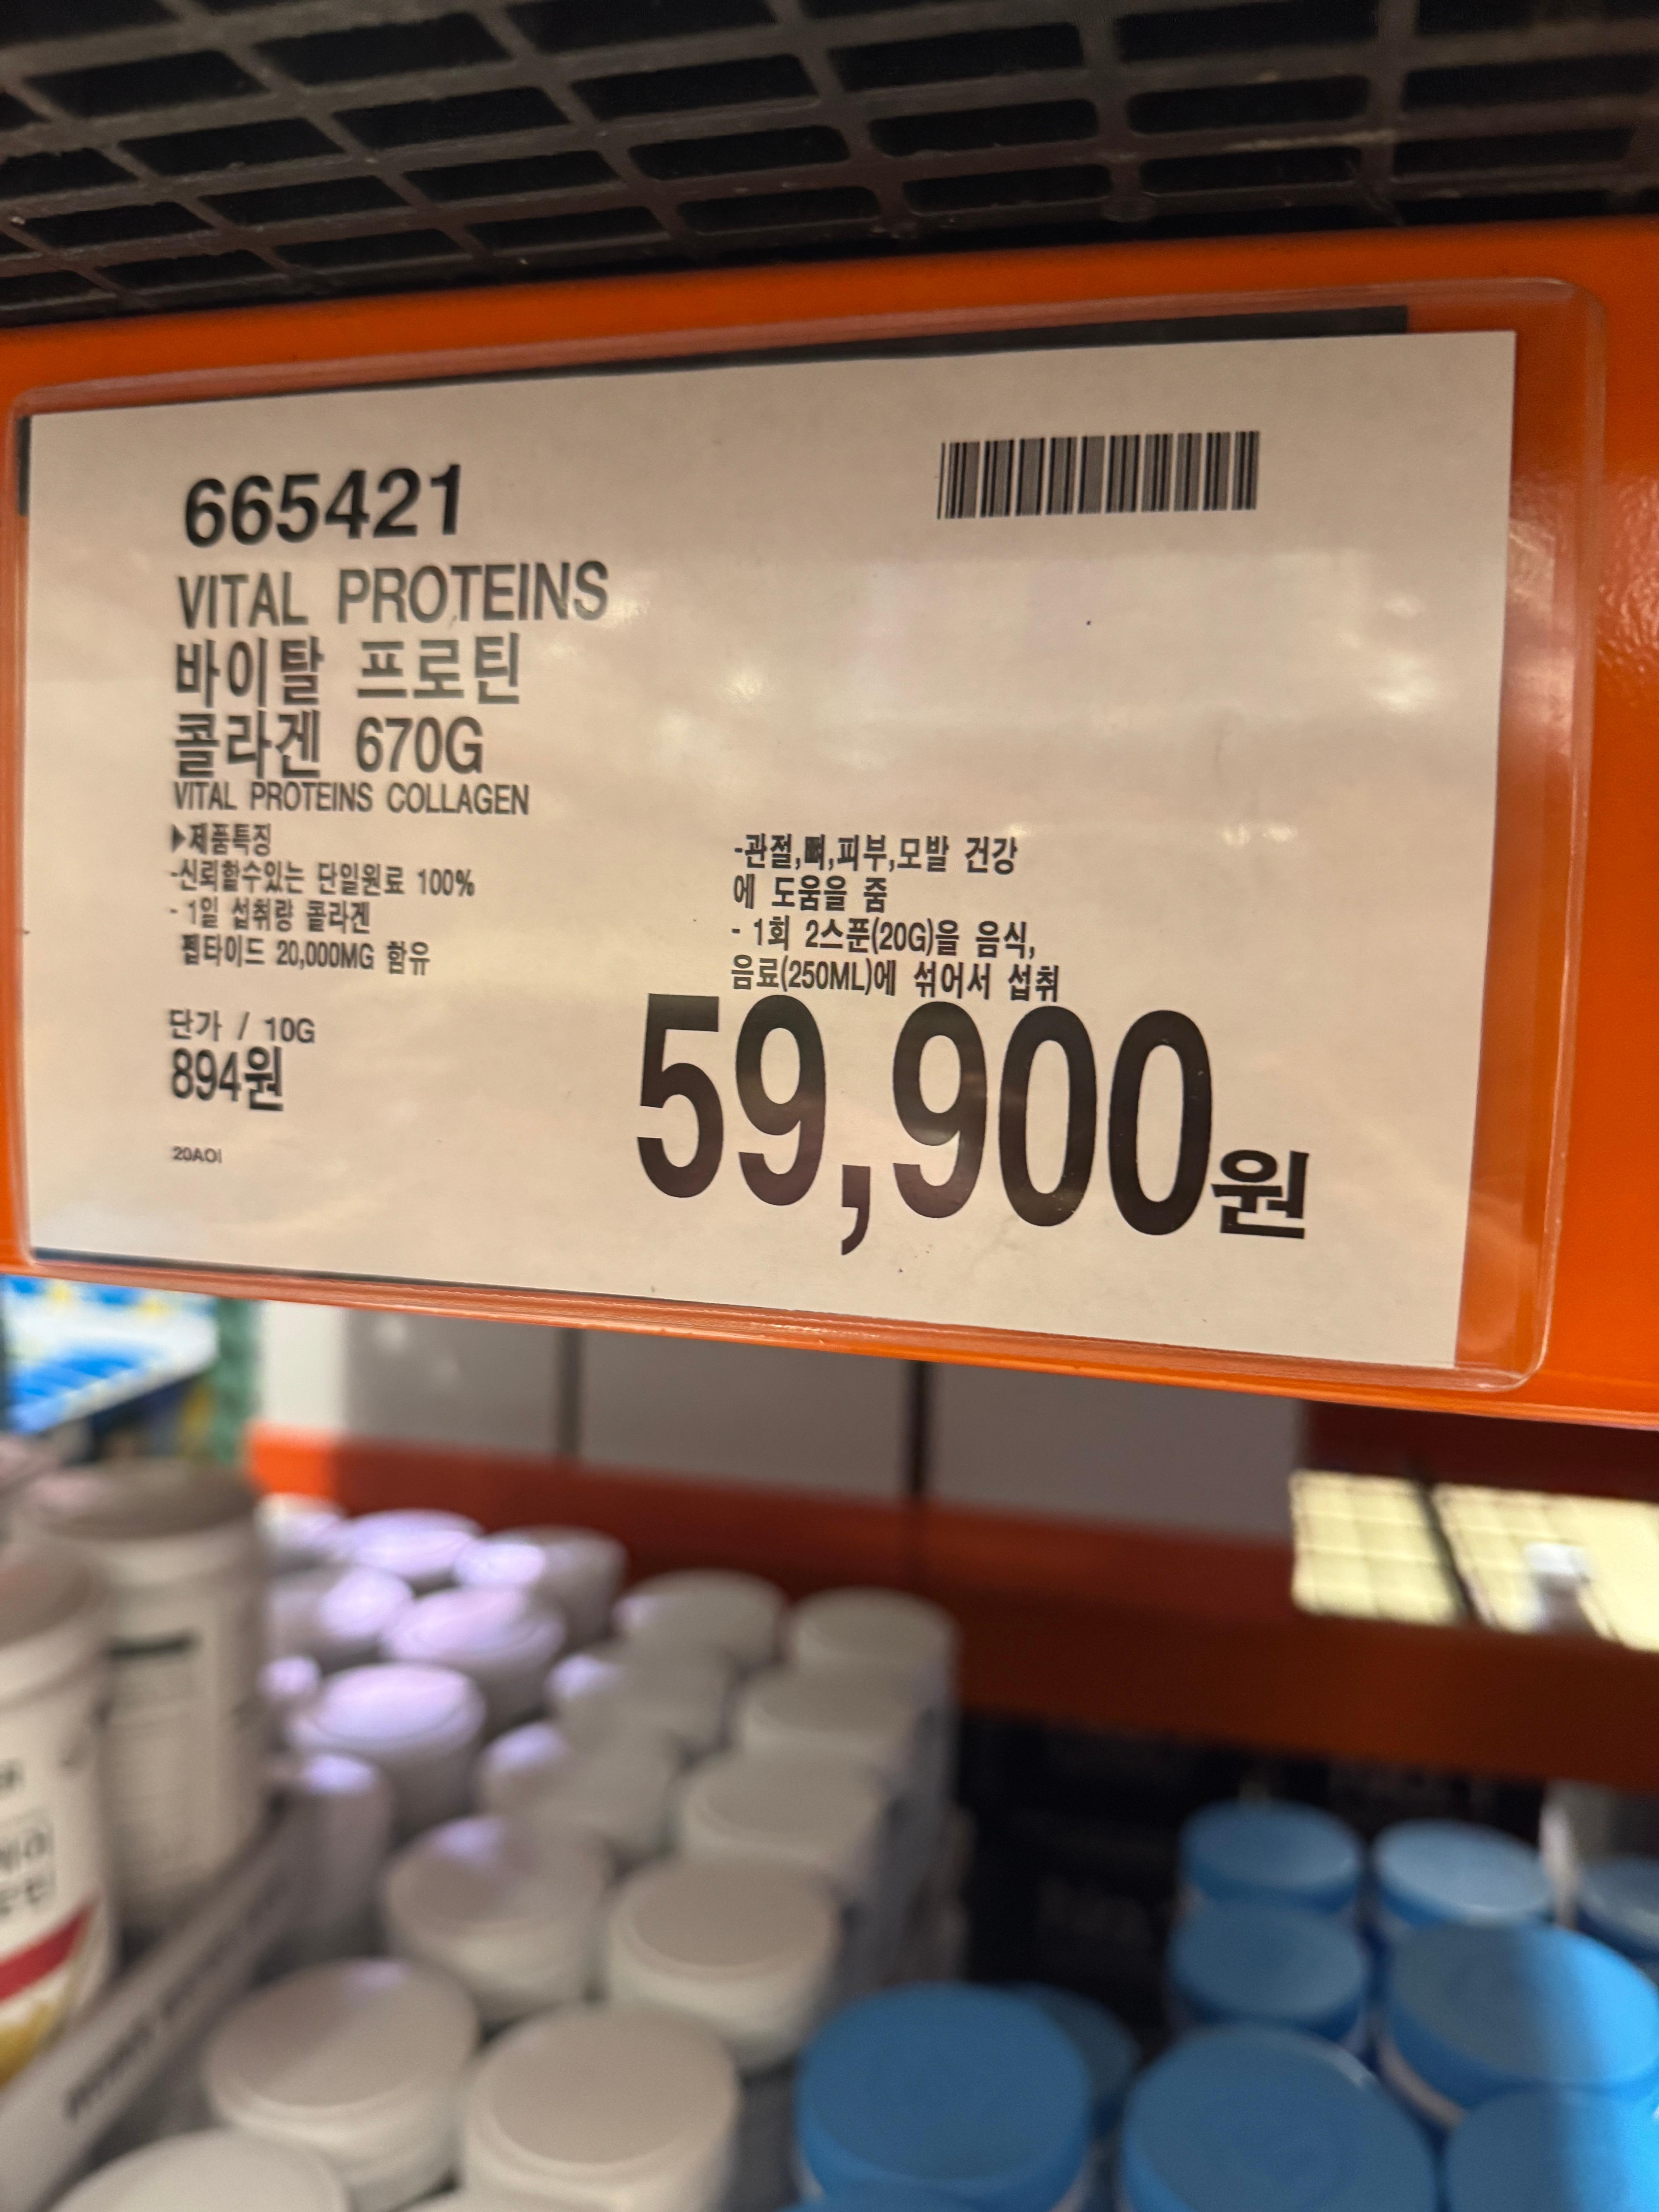 665421
VITAL PROTEINS
바이탈 프로틴
콜라겐 670G
VITAL PROTEINS COLLAGEN
▶제품특징
-신뢰할수있는 단일원료 100%
- 1일 섭취량 콜라겐
펩타이드 20,000MG 함유
-관절,뼈,피부,모발 건강
에 도움을 줌
- 1회 2스푼(20G)을 음식,
음료(250ML)에 섞어서 섭취
단가 / 10G
894원
59,900원
20AOI